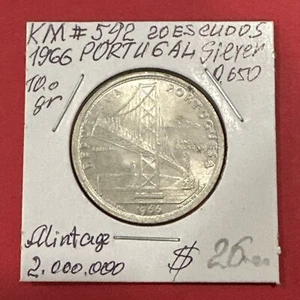 KM # 592 20 ESCUDOS
1966 PORTUGAL Silver
10.0 0,650
gr
REPUBLICA PORTUGUESA
1966
Mintage
2.000.000 $ 26